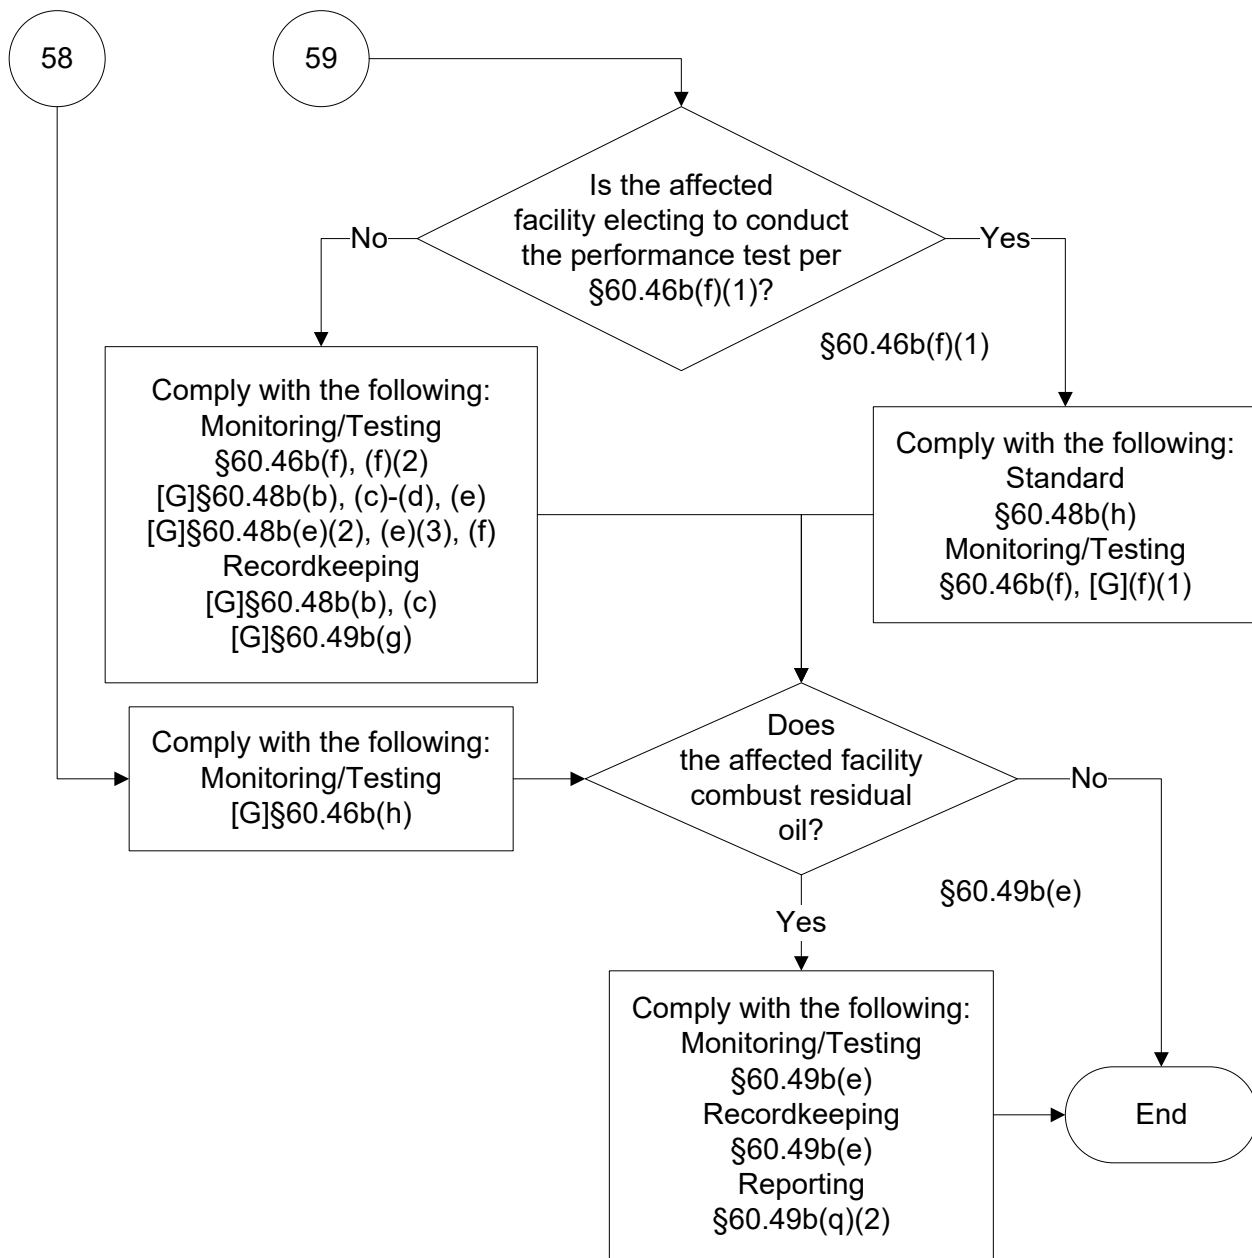 58
59
Is the affected
facility electing to conduct
the performance test per
§60.46b(f)(1)?
No
Yes
§60.46b(f)(1)
Comply with the following:
Monitoring/Testing
§60.46b(f), (f)(2)
[G]§60.48b(b), (c)-(d), (e)
[G]§60.48b(e)(2), (e)(3), (f)
Recordkeeping
[G]§60.48b(b), (c)
[G]§60.49b(g)
Comply with the following:
Standard
§60.48b(h)
Monitoring/Testing
§60.46b(f), [G](f)(1)
Comply with the following:
Monitoring/Testing
[G]§60.46b(h)
Does
the affected facility
combust residual
oil?
No
§60.49b(e)
Yes
Comply with the following:
Monitoring/Testing
§60.49b(e)
Recordkeeping
§60.49b(e)
Reporting
§60.49b(q)(2)
End